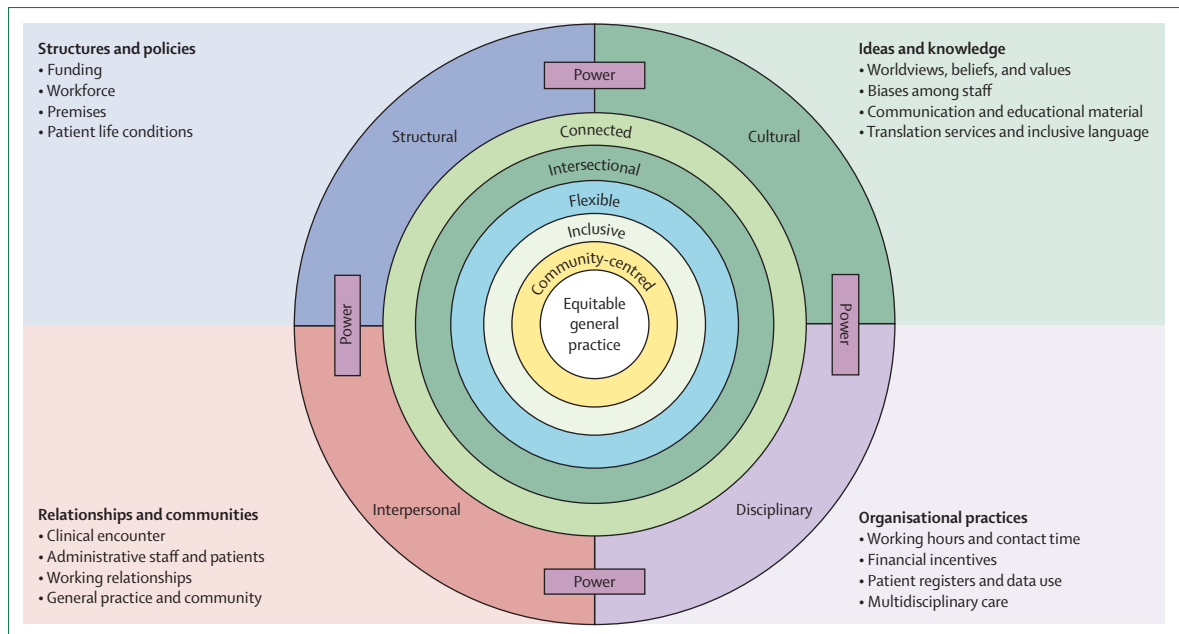 Structures and policies
• Funding
• Workforce
• Premises
• Patient life conditions
Ideas and knowledge
• Worldviews, beliefs, and values
• Biases among staff
• Communication and educational material
• Translation services and inclusive language
Power
Structural
Cultural
Connected
Intersectional
Flexible
Inclusive
Community-centred
Equitable
general
practice
Power
Power
Interpersonal
Disciplinary
Power
Relationships and communities
• Clinical encounter
• Administrative staff and patients
• Working relationships
• General practice and community
Organisational practices
• Working hours and contact time
• Financial incentives
• Patient registers and data use
• Multidisciplinary care